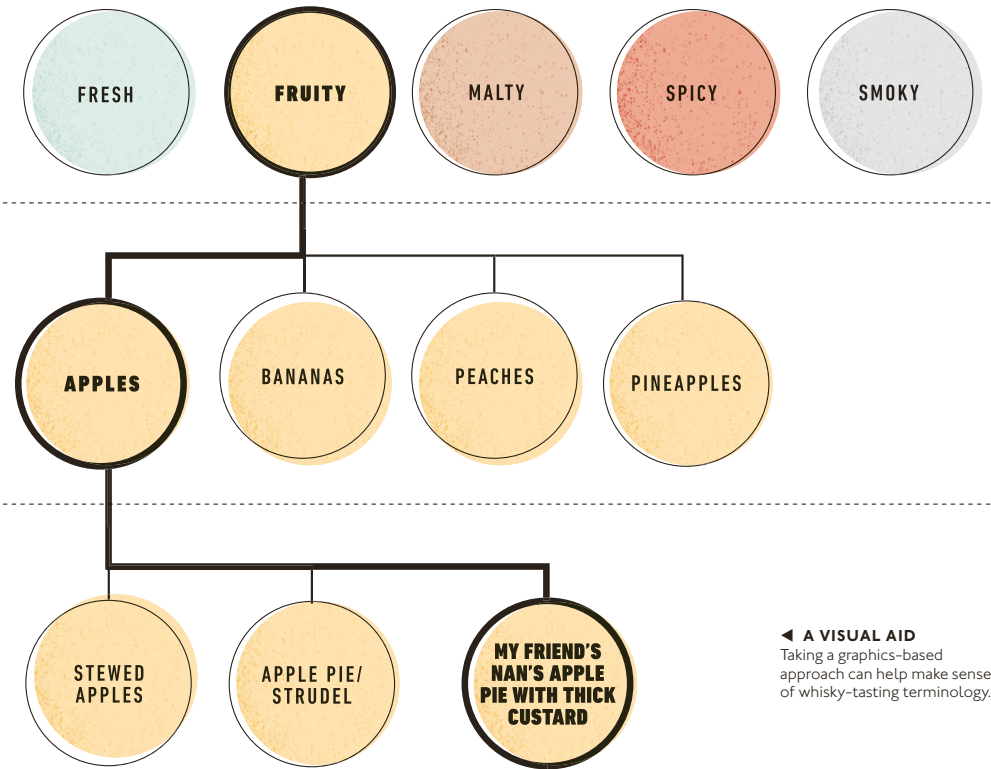 FRESH
FRUITY
MALTY
SPICY
SMOKY
APPLES
BANANAS
PEACHES
PINEAPPLES
STEWED
APPLES
APPLE PIE/
STRUDEL
MY FRIEND'S
NAN'S APPLE
PIE WITH THICK
CUSTARD
◀ A VISUAL AID
Taking a graphics-based
approach can help make sense
of whisky-tasting terminology.